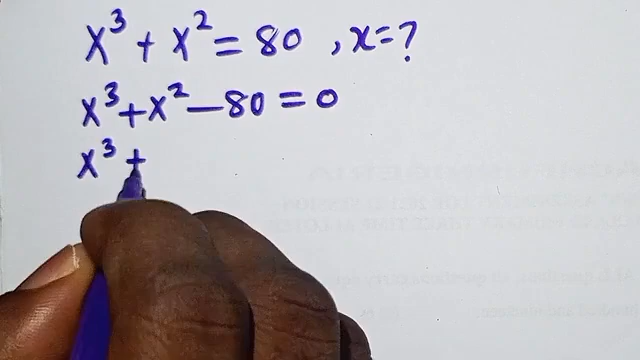 x³ + x² = 80 , x = ?
x³ + x² − 80 = 0
x³ +